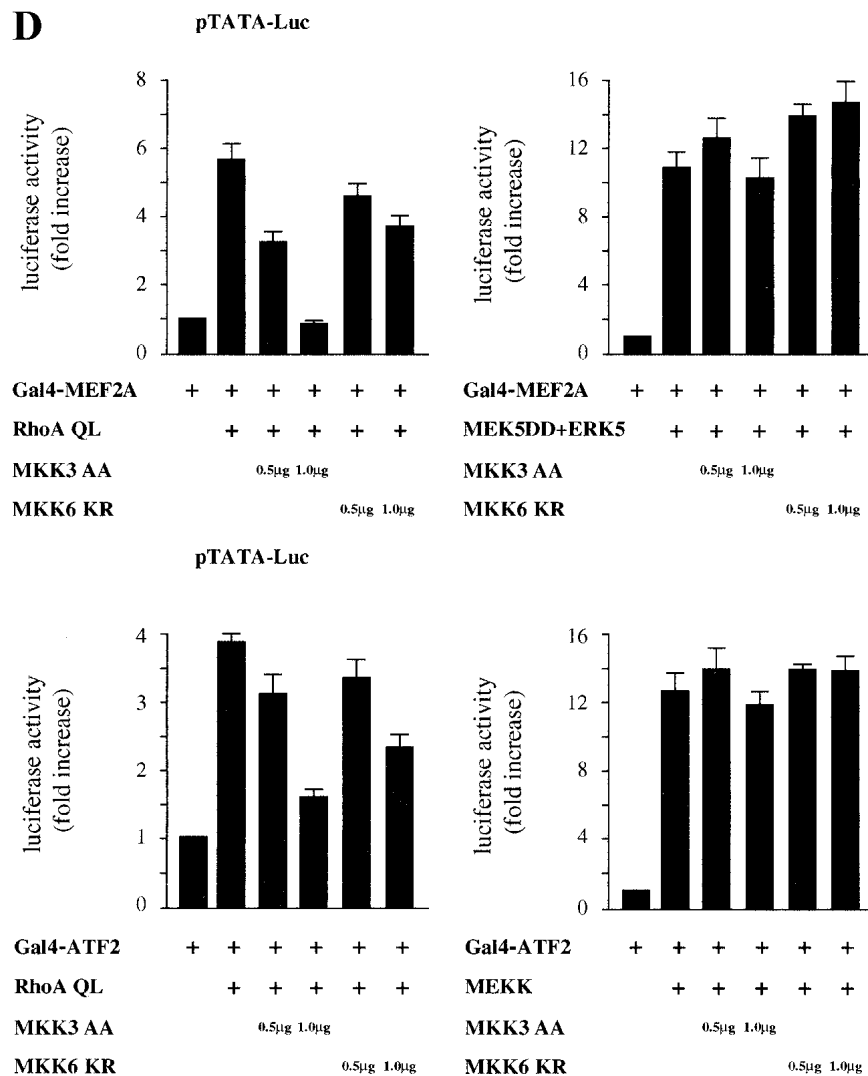 D
pTATA-Luc
luciferase activity
(fold increase)
8
6
4
2
0
Gal4-MEF2A + + + + + +
RhoA QL + + + + +
MKK3 AA 0.5µg 1.0µg
MKK6 KR 0.5µg 1.0µg
luciferase activity
(fold increase)
16
12
8
4
0
Gal4-MEF2A + + + + + +
MEK5DD+ERK5 + + + + +
MKK3 AA 0.5µg 1.0µg
MKK6 KR 0.5µg 1.0µg
pTATA-Luc
luciferase activity
(fold increase)
4
3
2
1
0
Gal4-ATF2 + + + + + +
RhoA QL + + + + +
MKK3 AA 0.5µg 1.0µg
MKK6 KR 0.5µg 1.0µg
luciferase activity
(fold increase)
16
12
8
4
0
Gal4-ATF2 + + + + + +
MEKK + + + + +
MKK3 AA 0.5µg 1.0µg
MKK6 KR 0.5µg 1.0µg